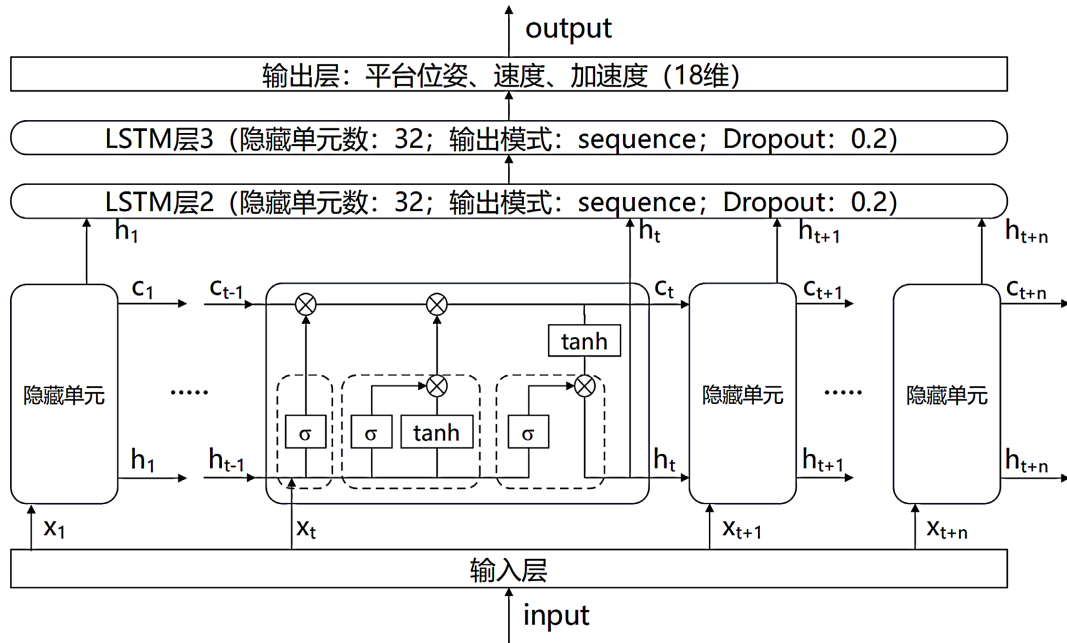 output
输出层：平台位姿、速度、加速度（18维）
LSTM层3（隐藏单元数：32；输出模式：sequence；Dropout：0.2）
LSTM层2（隐藏单元数：32；输出模式：sequence；Dropout：0.2）
h₁ hₜ hₜ₊₁ hₜ₊ₙ
c₁ cₜ₋₁ cₜ cₜ₊₁ cₜ₊ₙ
tanh
隐藏单元 ····· 隐藏单元 ····· 隐藏单元
σ σ tanh σ
h₁ hₜ₋₁ hₜ hₜ₊₁ hₜ₊ₙ
x₁ xₜ xₜ₊₁ xₜ₊ₙ
输入层
input